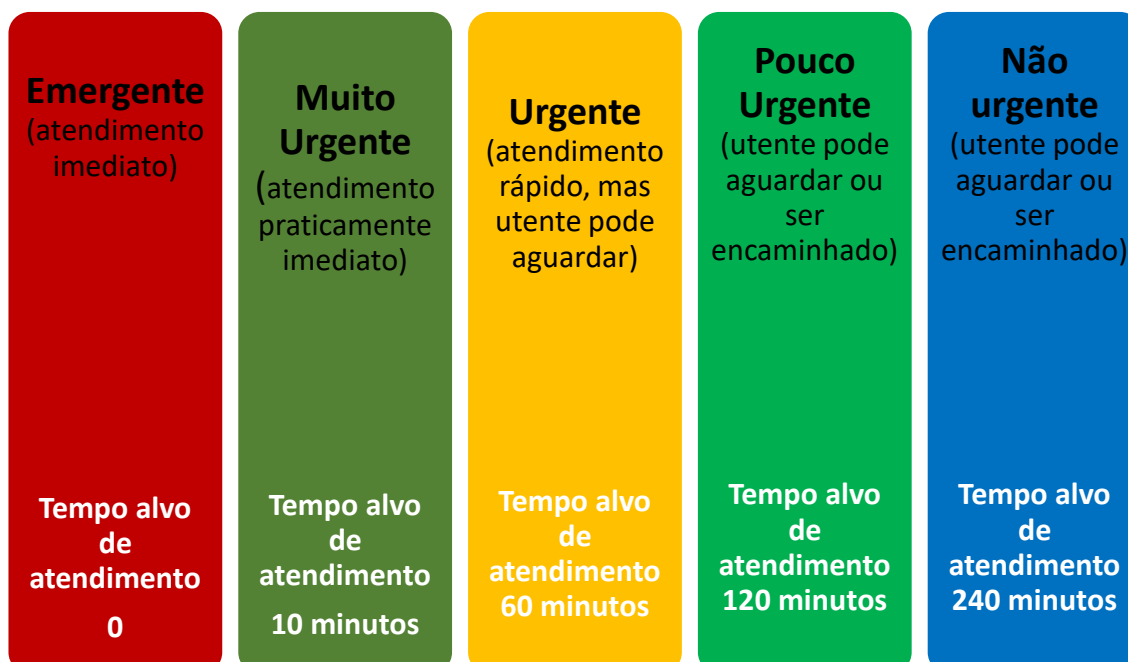 Emergente
(atendimento
imediato)
Tempo alvo
de
atendimento
0
Muito
Urgente
(atendimento
praticamente
imediato)
Tempo alvo
de
atendimento
10 minutos
Urgente
(atendimento
rápido, mas
utente pode
aguardar)
Tempo alvo
de
atendimento
60 minutos
Pouco
Urgente
(utente pode
aguardar ou
ser
encaminhado)
Tempo alvo
de
atendimento
120 minutos
Não
urgente
(utente pode
aguardar ou
ser
encaminhado)
Tempo alvo
de
atendimento
240 minutos